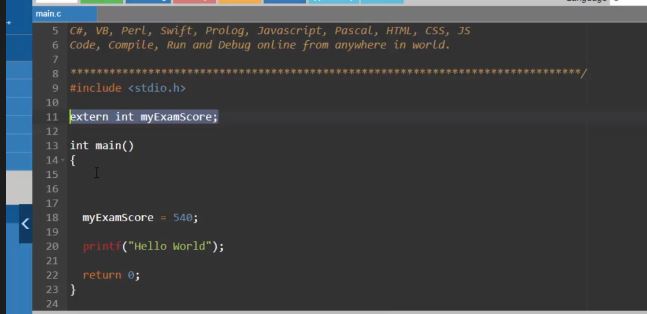 Language
main.c
5 C#, VB, Perl, Swift, Prolog, Javascript, Pascal, HTML, CSS, JS
6 Code, Compile, Run and Debug online from anywhere in world.
7
8 *******************************************************************************/
9 #include <stdio.h>
10
11 extern int myExamScore;
12
13 int main()
14 {
15
16
17
18 myExamScore = 540;
19
20 printf("Hello World");
21
22 return 0;
23 }
24